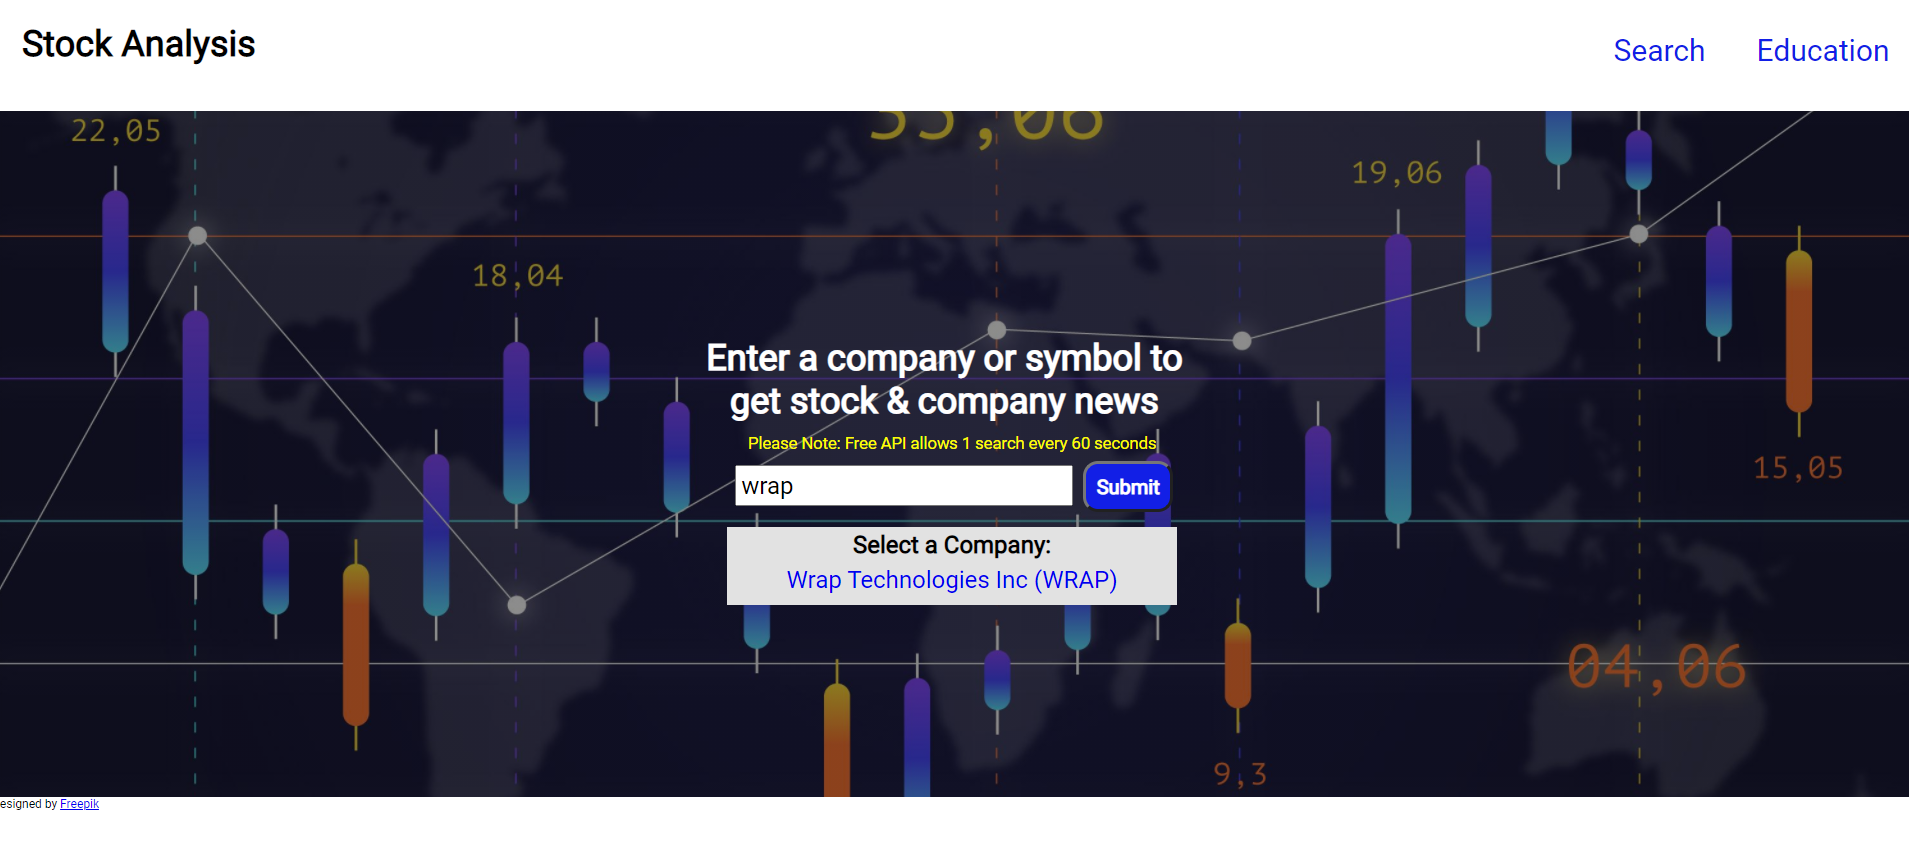 Stock Analysis
Search
Education
22,05
33,06
19,06
18,04
Enter a company or symbol to
get stock & company news
Please Note: Free API allows 1 search every 60 seconds
15,05
wrap
Submit
Select a Company:
Wrap Technologies Inc (WRAP)
04,06
9,3
esigned by Freepik